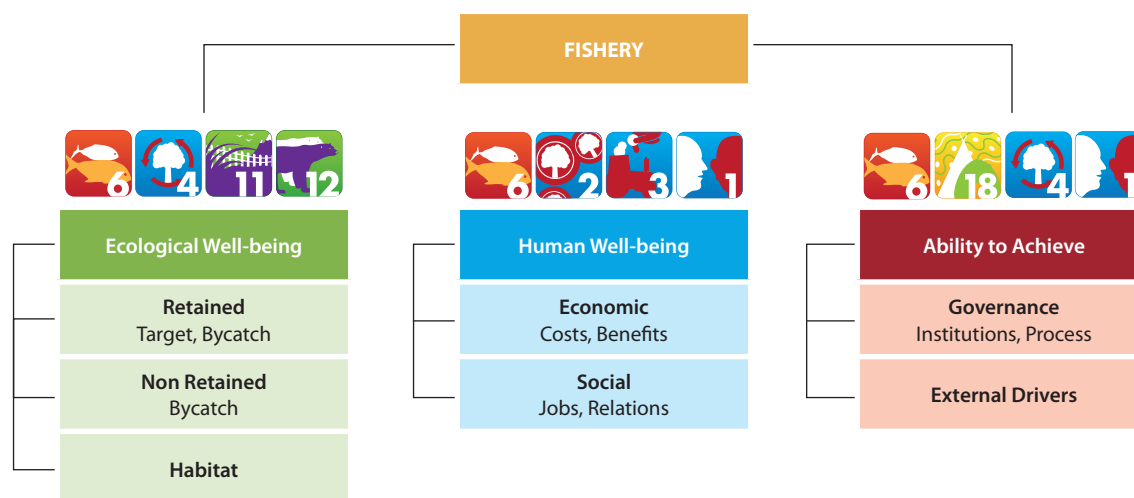 FISHERY
6 4 11 12
6 2 3 1
6 18 4 1
Ecological Well-being
Retained
Target, Bycatch
Non Retained
Bycatch
Habitat
Human Well-being
Economic
Costs, Benefits
Social
Jobs, Relations
Ability to Achieve
Governance
Institutions, Process
External Drivers